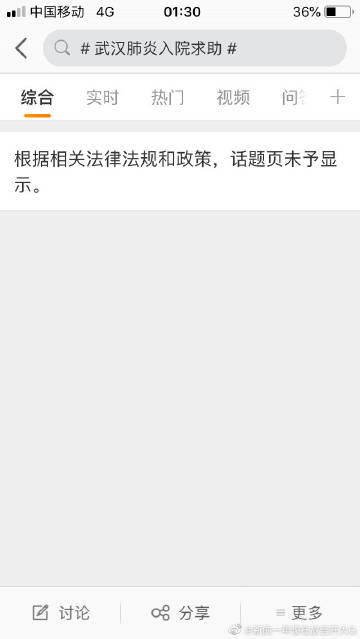 中国移动 4G 01:30 36%
# 武汉肺炎入院求助 #
综合 实时 热门 视频 问答
根据相关法律法规和政策，话题页未予显
示。
讨论 分享 更多